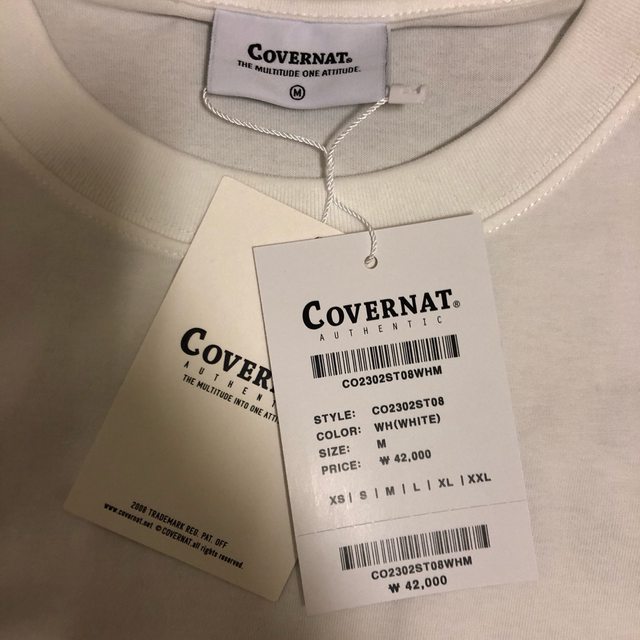 COVERNAT®
THE MULTITUDE ONE ATTITUDE.
M
COVERNAT
AUTHENTIC
THE MULTITUDE INTO ONE
2008 TRADEMARK REG. PAT. OFF
www.covernat.net ©COVERNAT.all rights reserved.
COVERNAT®
AUTHENTIC
CO2302ST08WHM
STYLE: CO2302ST08
COLOR: WH(WHITE)
SIZE: M
PRICE: ₩ 42,000
XS | S | M | L | XL | XXL
CO2302ST08WHM
₩ 42,000